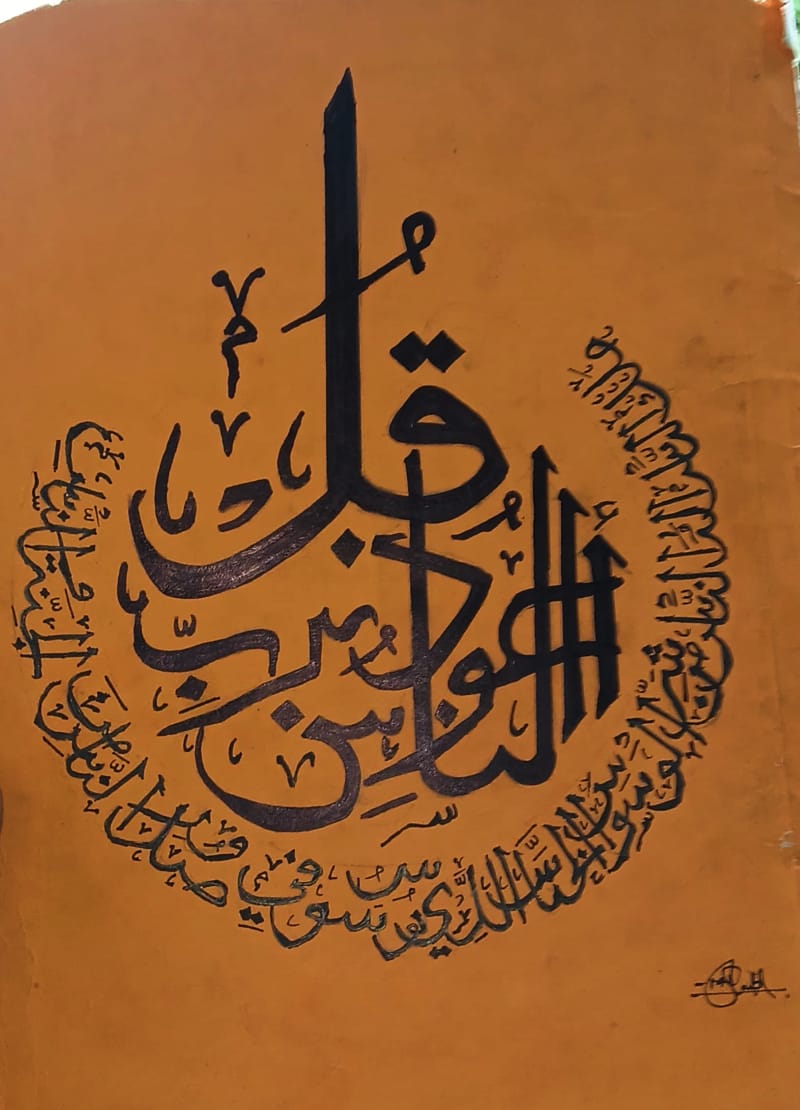 قُلْ أَعُوذُ بِرَبِّ النَّاسِ
مَلِكِ النَّاسِ إِلَهِ النَّاسِ مِن شَرِّ الْوَسْوَاسِ الْخَنَّاسِ الَّذِي يُوَسْوِسُ فِي صُدُورِ النَّاسِ مِنَ الْجِنَّةِ وَالنَّاسِ